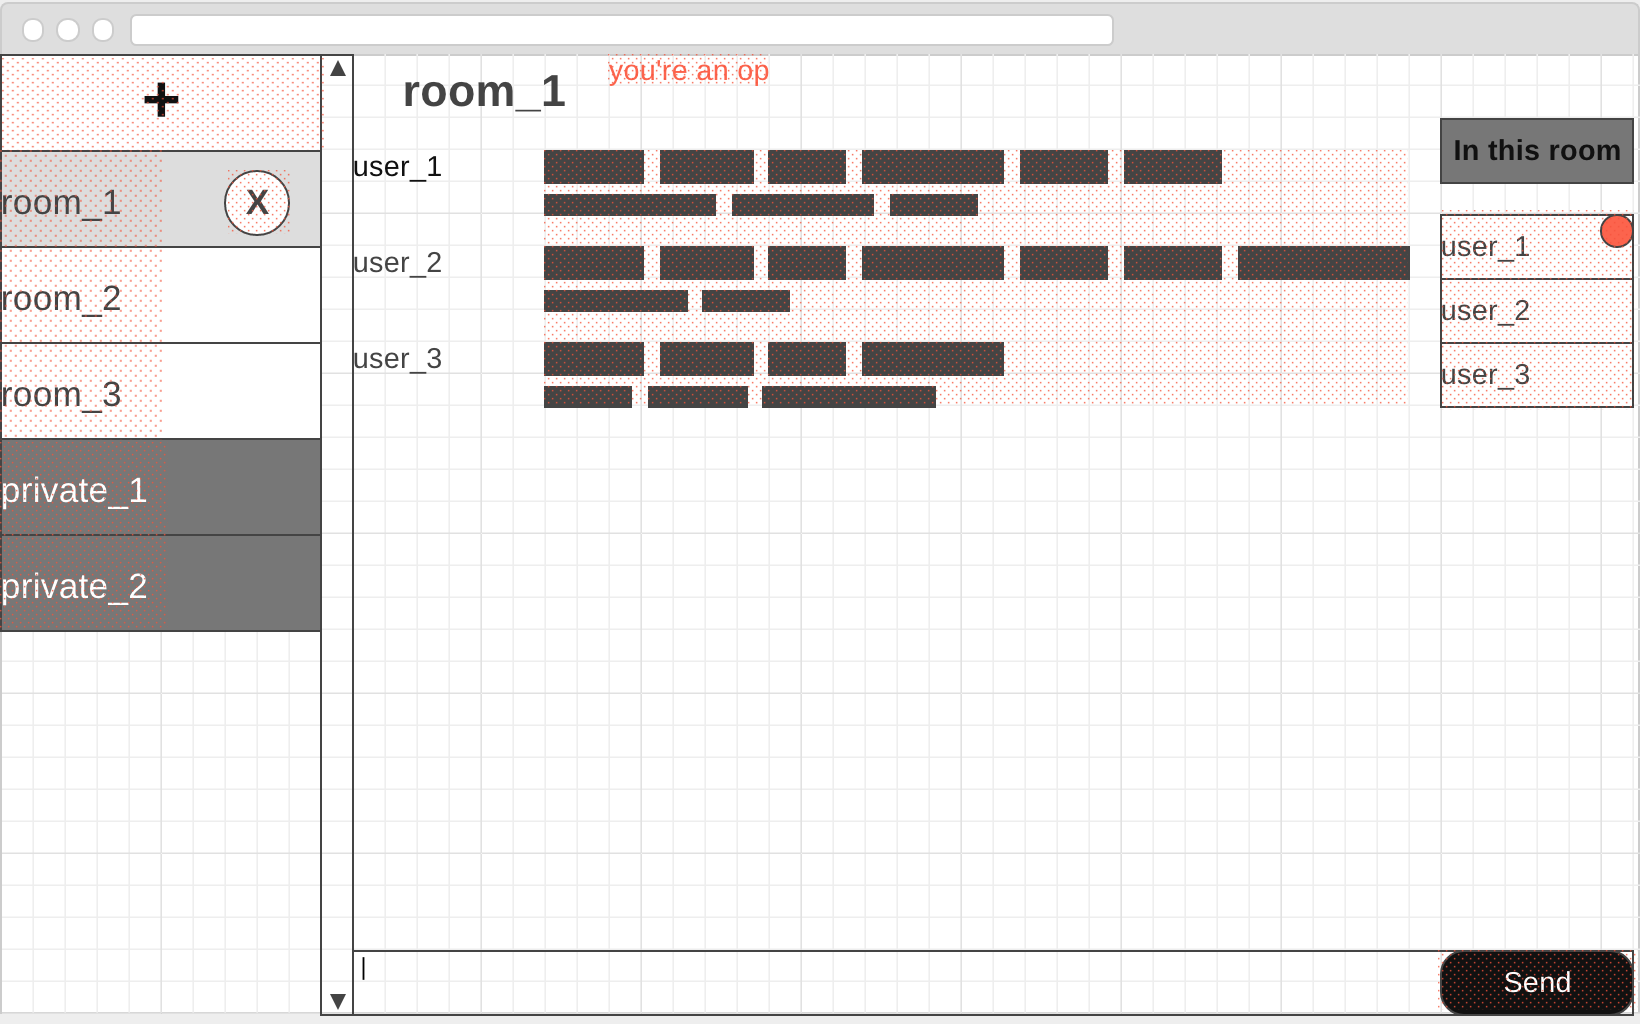 +
room_1
X
room_2
room_3
private_1
private_2
room_1
you're an op
user_1
user_2
user_3
In this room
user_1
user_2
user_3
Send